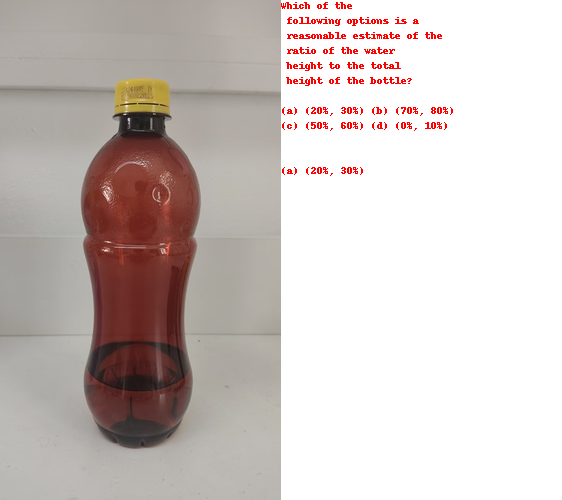 Which of the
following options is a
reasonable estimate of the
ratio of the water
height to the total
height of the bottle?
(a) (20%, 30%) (b) (70%, 80%)
(c) (50%, 60%) (d) (0%, 10%)
(a) (20%, 30%)